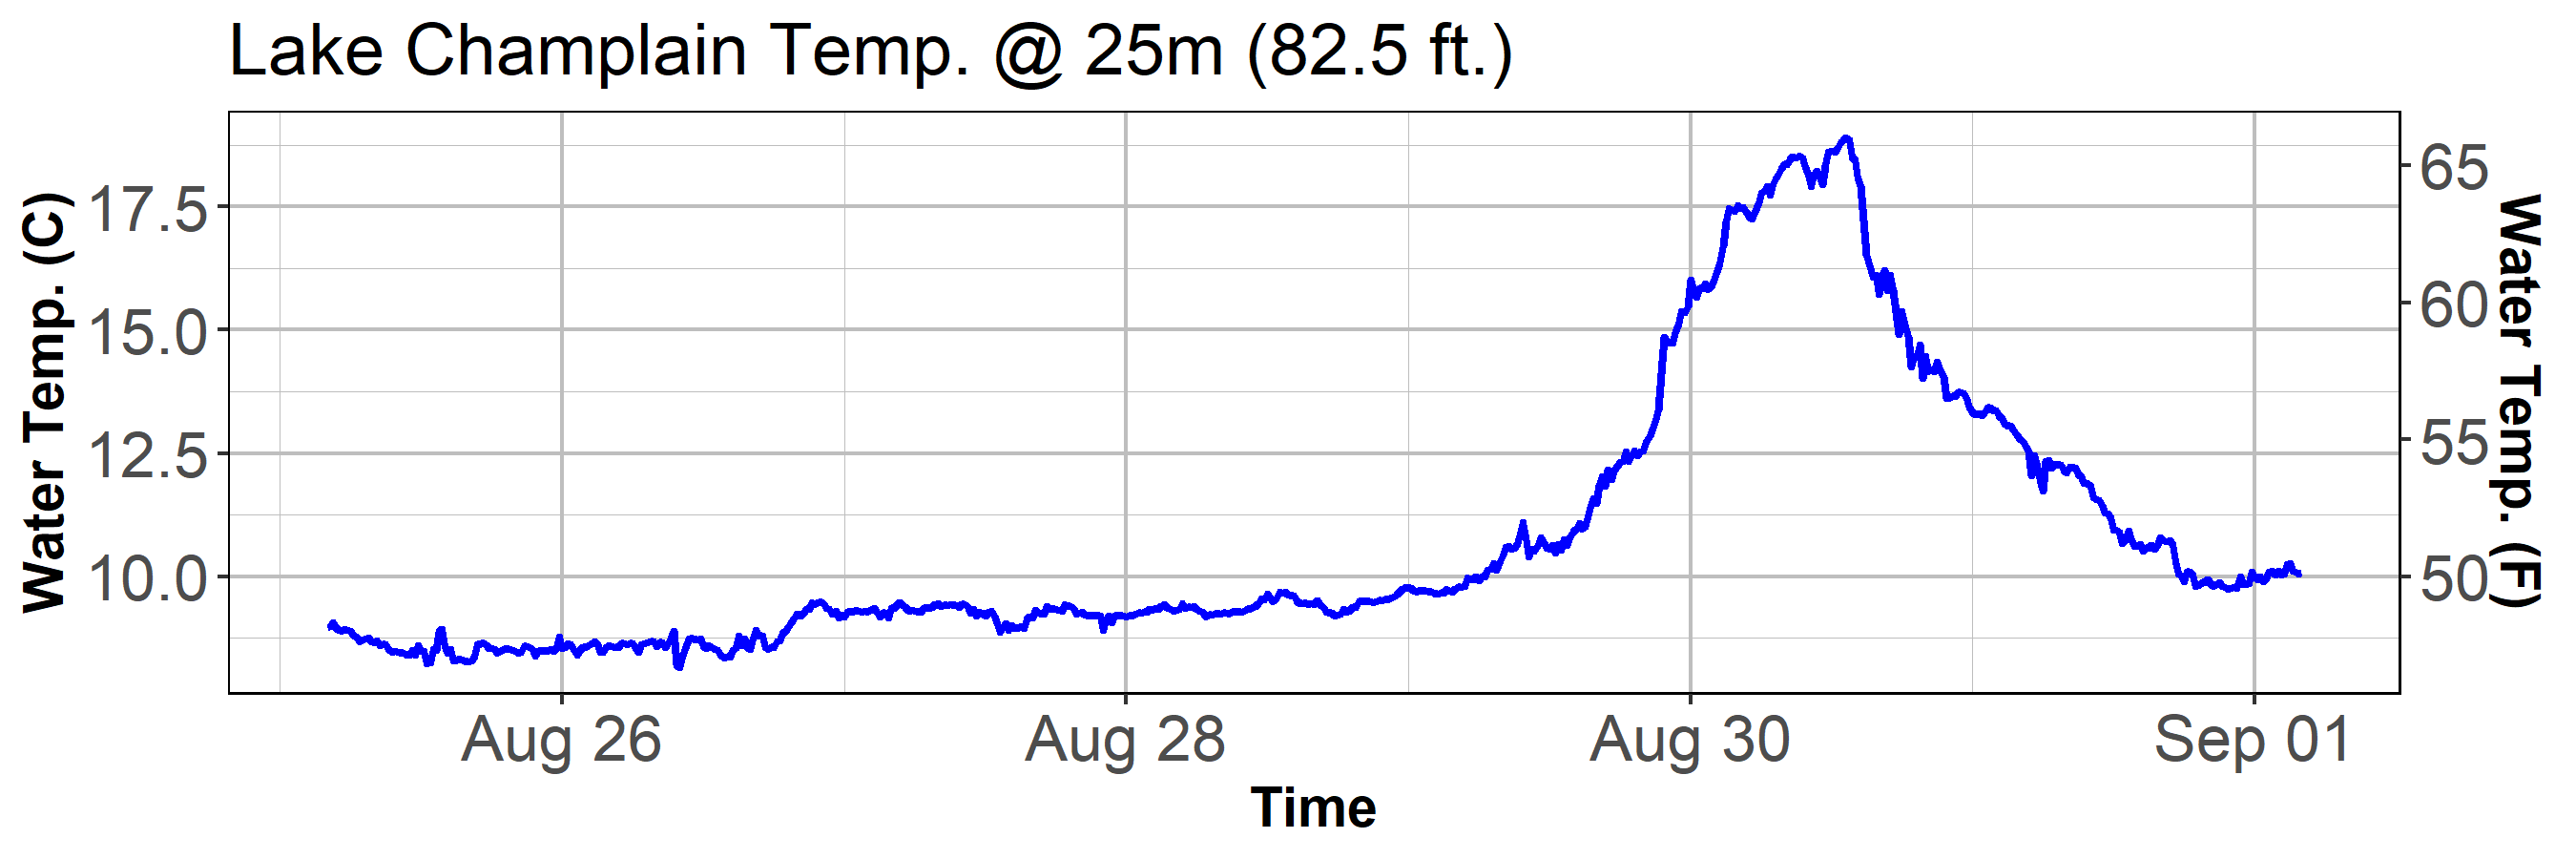 Lake Champlain Temp. @ 25m (82.5 ft.)
Water Temp. (C)
17.5
15.0
12.5
10.0
65
60
55
50
Water Temp. (F)
Aug 26
Aug 28
Aug 30
Sep 01
Time